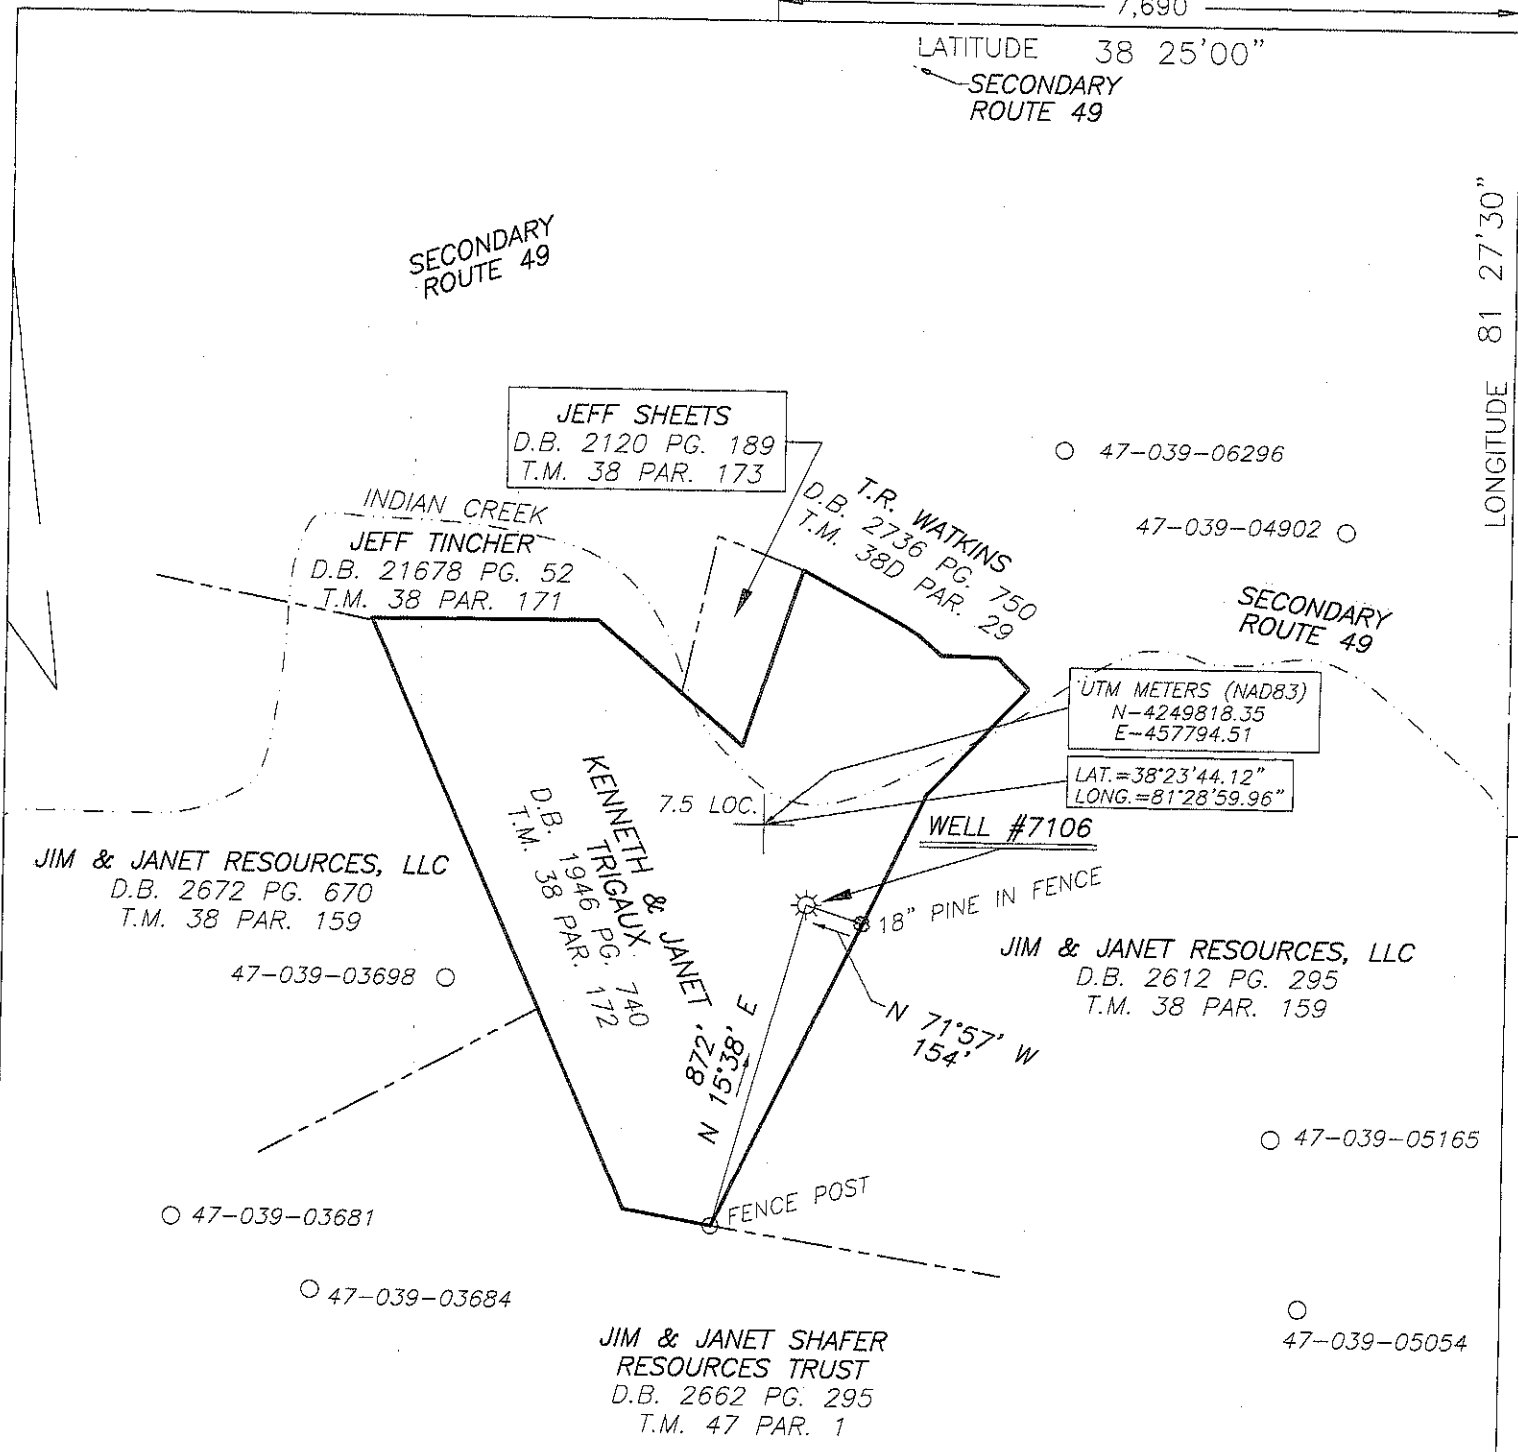 7,690
LATITUDE 38 25'00"
SECONDARY
ROUTE 49
LONGITUDE 81 27'30"
SECONDARY
ROUTE 49
JEFF SHEETS
D.B. 2120 PG. 189
T.M. 38 PAR. 173
47-039-06296
T.R. WATKINS
D.B. 2736 PG. 750
T.M. 38D PAR. 29
47-039-04902
INDIAN CREEK
JEFF TINCHER
D.B. 21678 PG. 52
T.M. 38 PAR. 171
SECONDARY
ROUTE 49
UTM METERS (NAD83)
N-4249818.35
E-457794.51
LAT.=38°23'44.12"
LONG.=81°28'59.96"
7.5 LOC.
WELL #7106
KENNETH & JANET
TRIGAUX
D.B. 1946 PG. 740
T.M. 38 PAR. 172
JIM & JANET RESOURCES, LLC
D.B. 2672 PG. 670
T.M. 38 PAR. 159
18" PINE IN FENCE
JIM & JANET RESOURCES, LLC
D.B. 2612 PG. 295
T.M. 38 PAR. 159
47-039-03698
N 71°57' W
154'
872'
N 15°38' E
47-039-05165
FENCE POST
47-039-03681
47-039-03684
47-039-05054
JIM & JANET SHAFER
RESOURCES TRUST
D.B. 2662 PG. 295
T.M. 47 PAR. 1